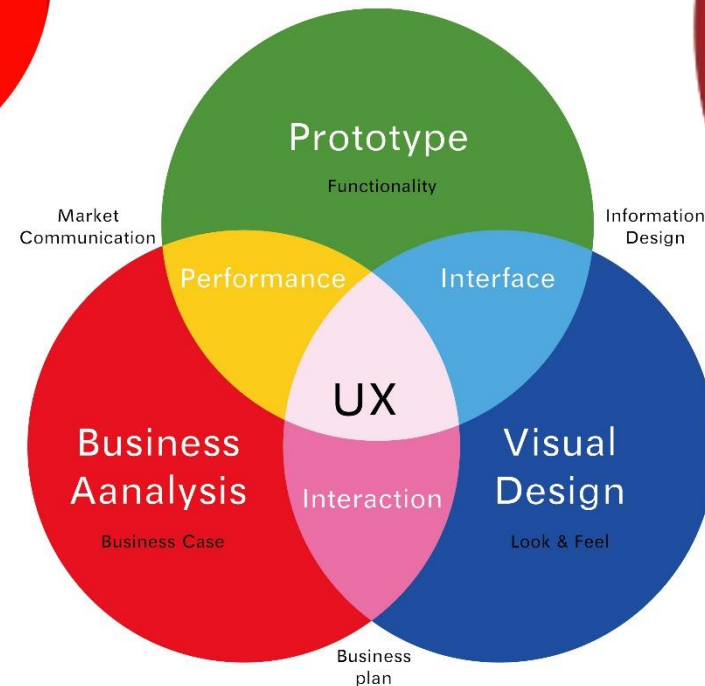 Prototype
Functionality
Market
Communication
Information
Design
Performance
Interface
UX
Business
Aanalysis
Business Case
Visual
Design
Look & Feel
Interaction
Business
plan